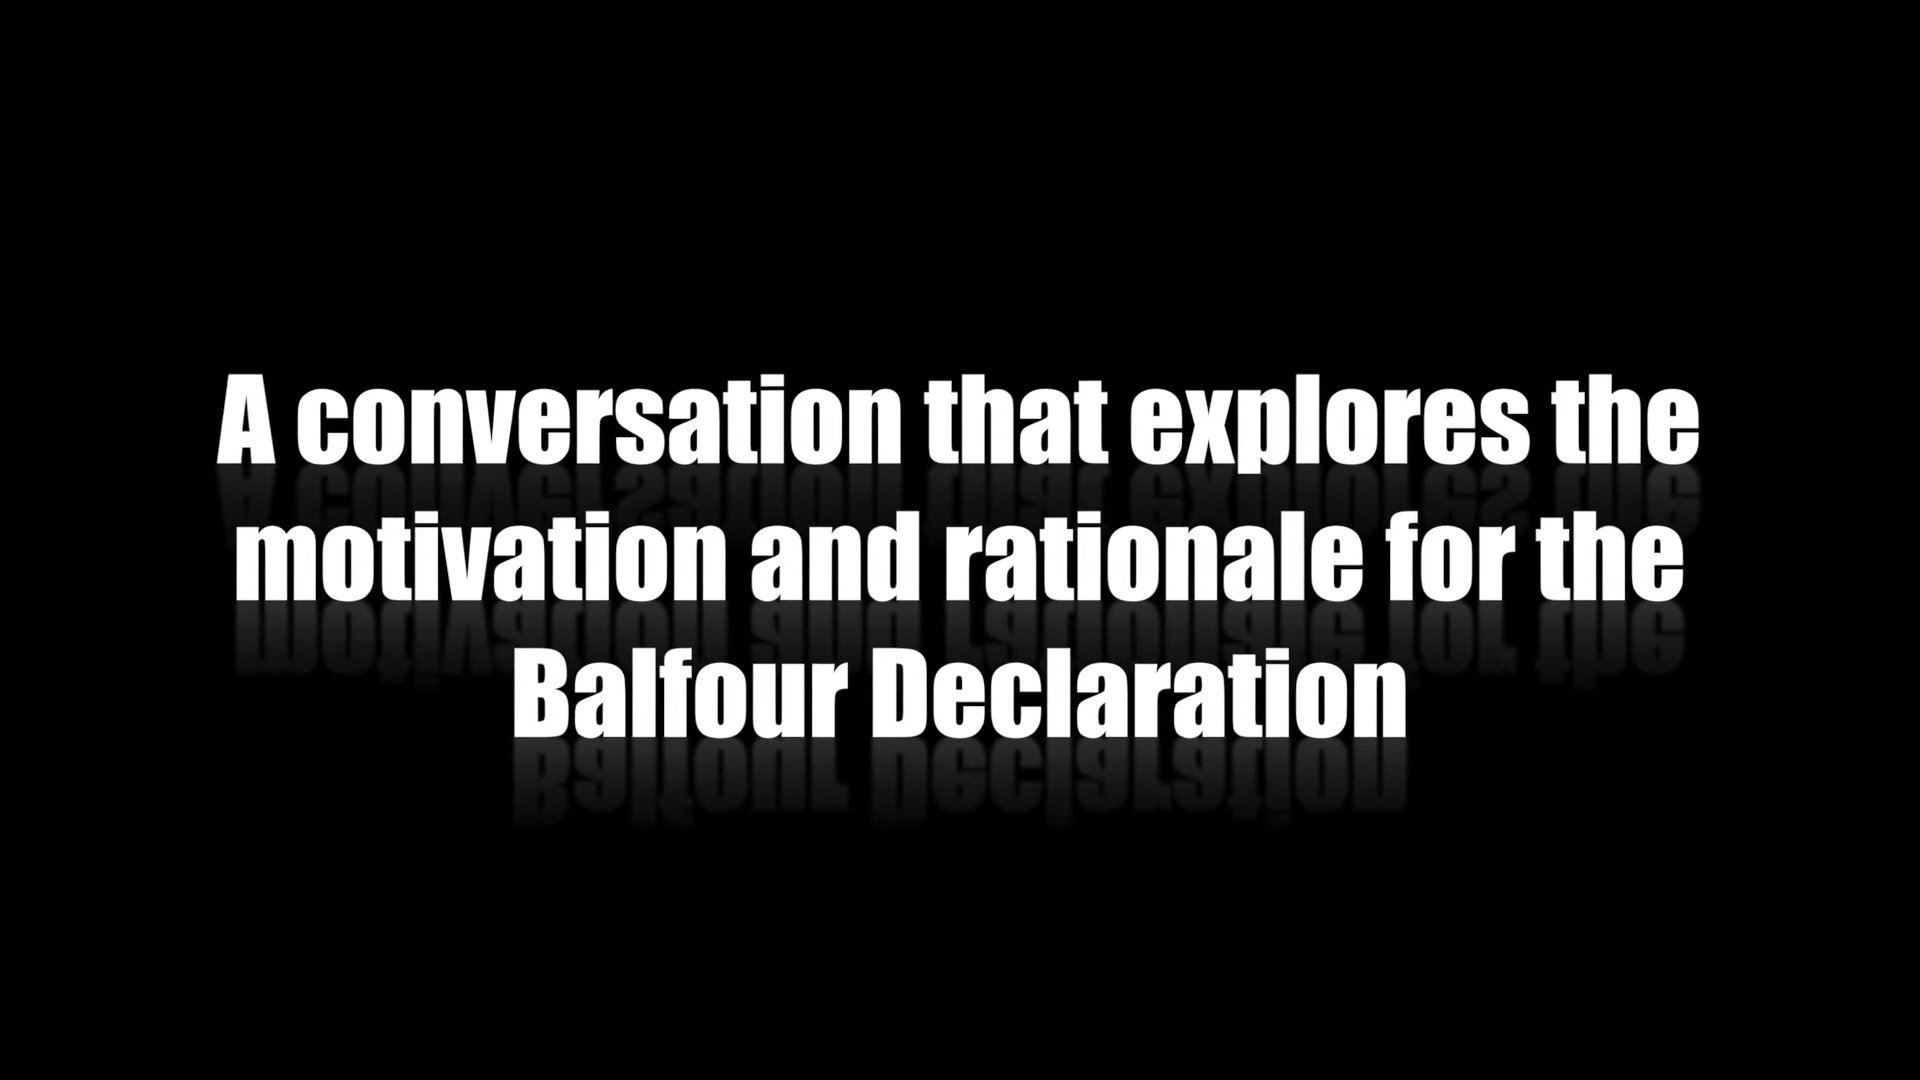 A conversation that explores the
motivation and rationale for the
Balfour Declaration